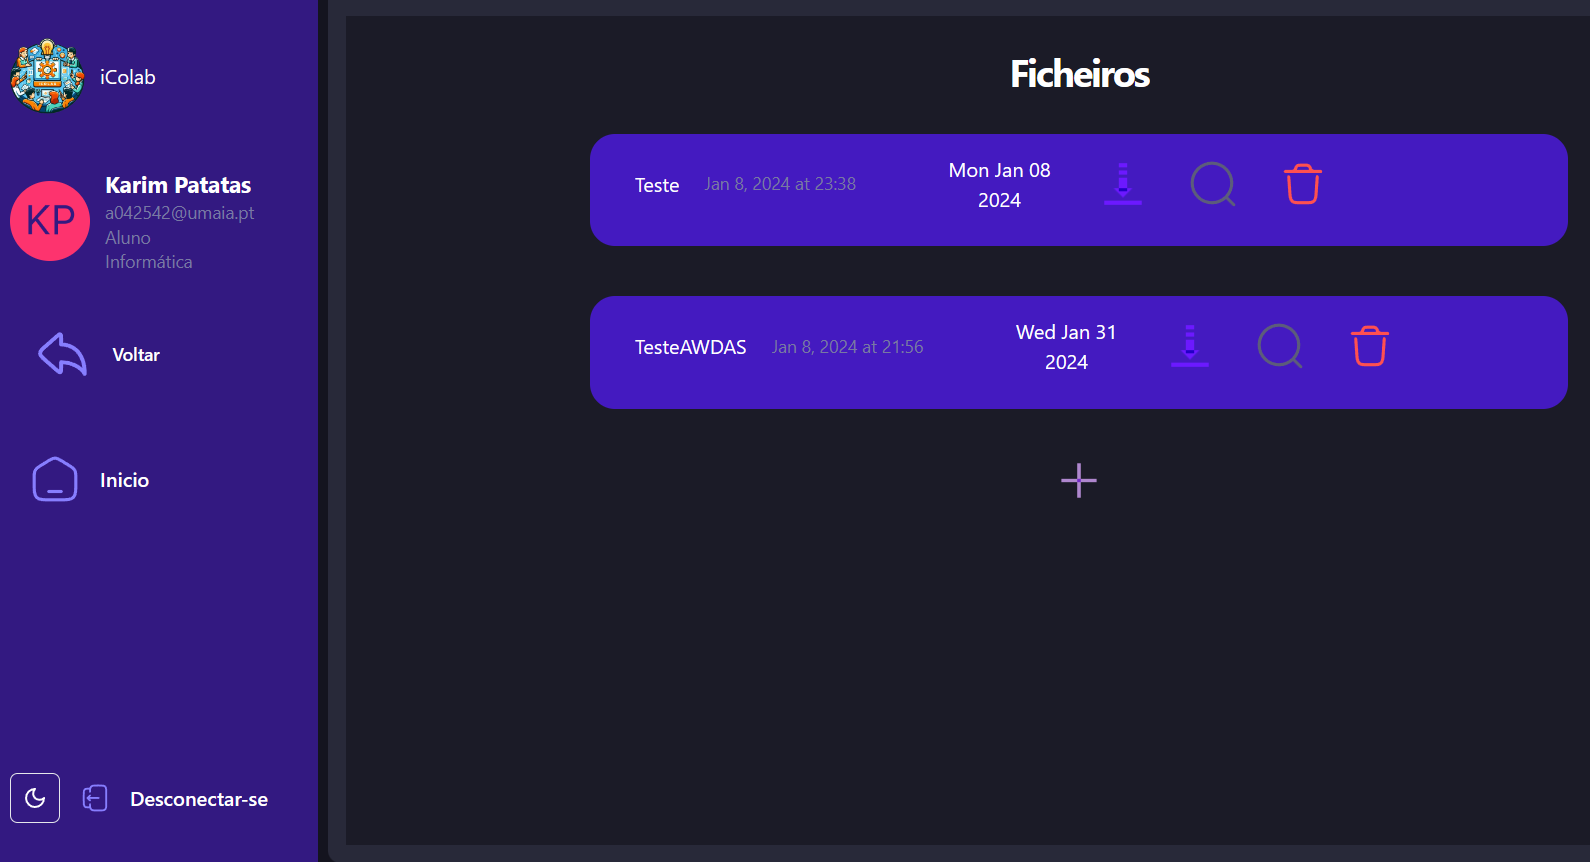 iColab
KP
Karim Patatas
a042542@umaia.pt
Aluno
Informática
Voltar
Inicio
Desconectar-se
Ficheiros
Teste
Jan 8, 2024 at 23:38
Mon Jan 08
2024
TesteAWDAS
Jan 8, 2024 at 21:56
Wed Jan 31
2024